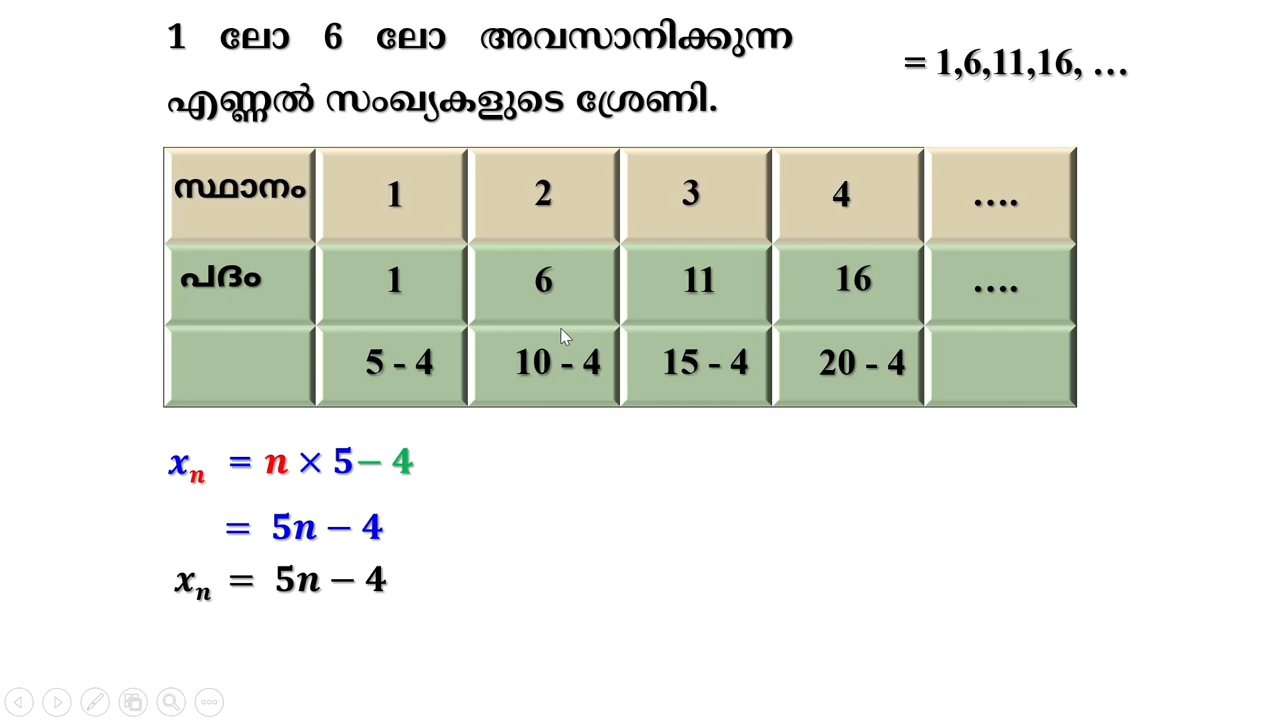 1 ലോ 6 ലോ അവസാനിക്കുന്ന
എണ്ണൽ സംഖ്യകളുടെ ശ്രേണി.
= 1,6,11,16, …
സ്ഥാനം 1 2 3 4 ….
പദം 1 6 11 16 ….
5 - 4 10 - 4 15 - 4 20 - 4
xₙ = n × 5 − 4
= 5n − 4
xₙ = 5n − 4